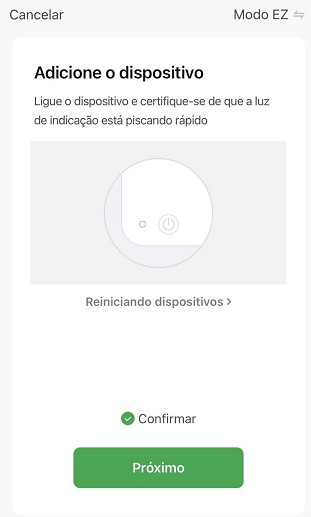 Cancelar
Modo EZ
Adicione o dispositivo
Ligue o dispositivo e certifique-se de que a luz
de indicação está piscando rápido
Reiniciando dispositivos >
Confirmar
Próximo